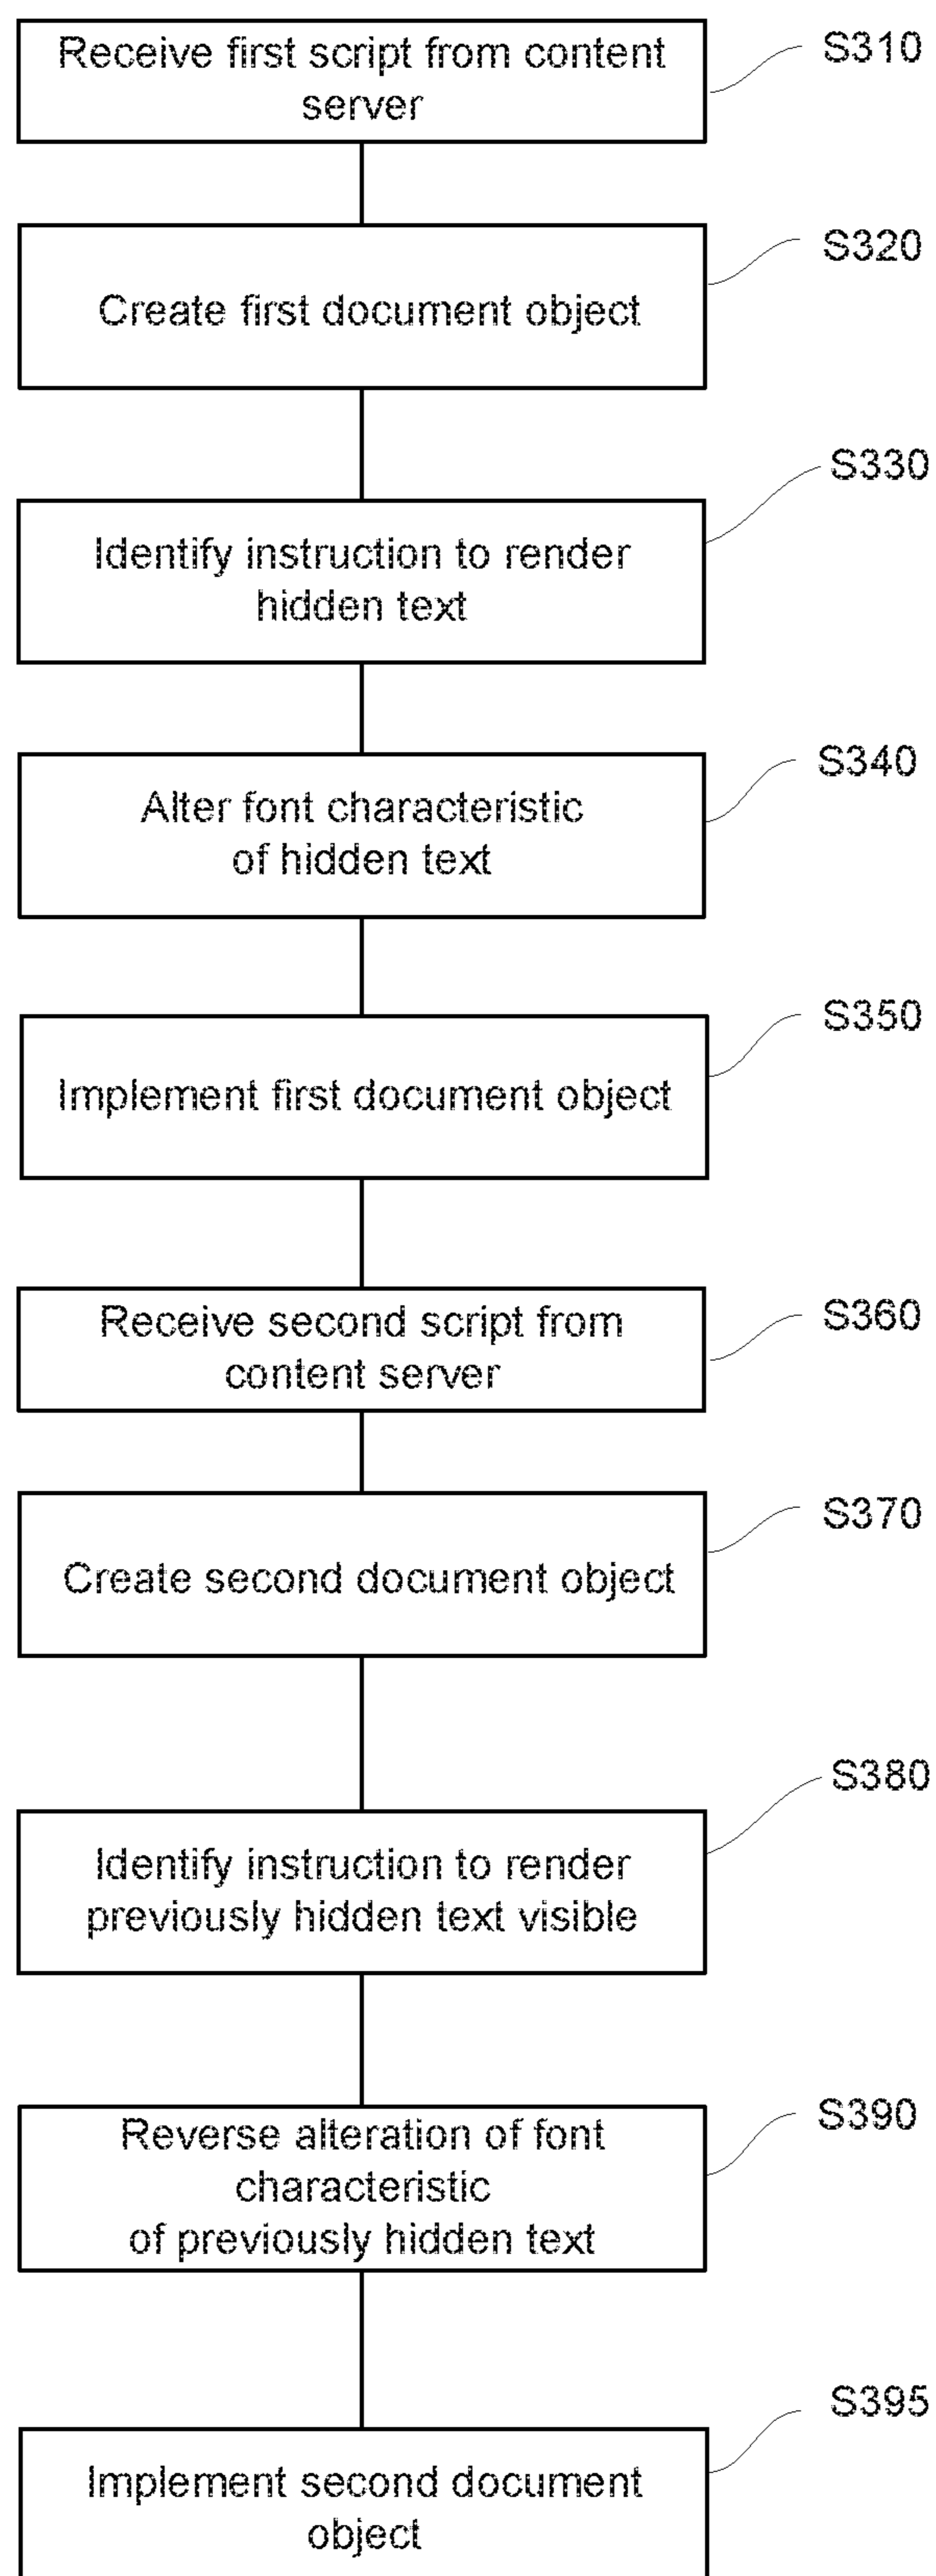 Receive first script from content
server
S310
Create first document object
S320
Identify instruction to render
hidden text
S330
Alter font characteristic
of hidden text
S340
Implement first document object
S350
Receive second script from
content server
S360
Create second document object
S370
Identify instruction to render
previously hidden text visible
S380
Reverse alteration of font
characteristic
of previously hidden text
S390
Implement second document
object
S395